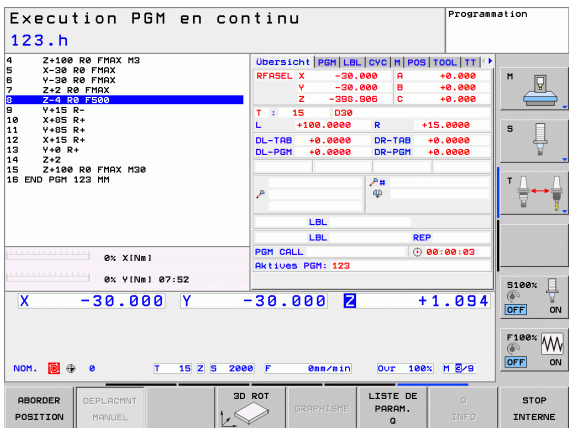 Execution PGM en continu
Programmation
123.h
4 Z+100 R0 FMAX M3
5 X-30 R0 FMAX
6 Y-30 R0 FMAX
7 Z+2 R0 FMAX
8 Z-4 R0 F500
9 Y+15 R-
10 X+85 R+
11 Y+85 R+
12 X+15 R+
13 Y+0 R+
14 Z+2
15 Z+100 R0 FMAX M30
16 END PGM 123 MM
Übersicht PGM LBL CYC M POS TOOL TT
RFASEL X -30.000 A +0.000
Y -30.000 B +0.000
Z -398.906 C +0.000
T : 15 D30
L +100.0000 R +15.0000
DL-TAB +0.0000 DR-TAB +0.0000
DL-PGM +0.0000 DR-PGM +0.0000
#
LBL
LBL REP
PGM CALL 00:00:03
Aktives PGM: 123
0% X[Nm]
0% Y[Nm] 07:52
X -30.000 Y -30.000 Z +1.094
NOM. 0 T 15 Z S 2000 F 0mm/min Ovr 100% M 3/9
M
S
T
S100%
OFF ON
F100%
OFF ON
ABORDER POSITION
DEPLACMNT MANUEL
3D ROT
GRAPHISME
LISTE DE PARAM. Q
Q INFO
STOP INTERNE